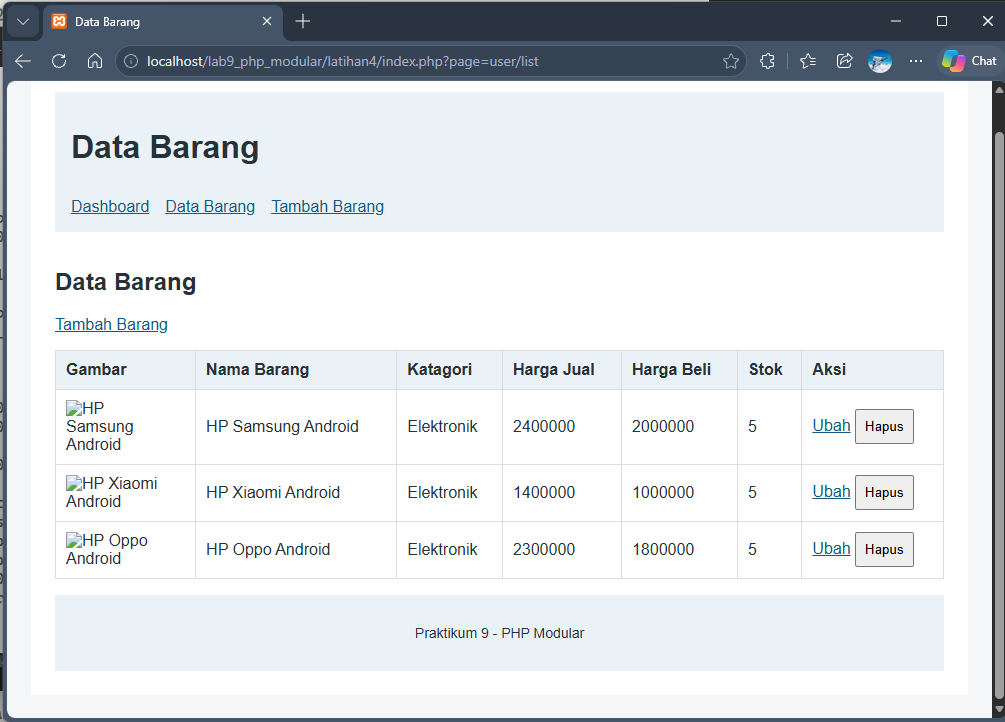 Data Barang
localhost/lab9_php_modular/latihan4/index.php?page=user/list
Chat
Data Barang
Dashboard Data Barang Tambah Barang
Data Barang
Tambah Barang
Gambar Nama Barang Katagori Harga Jual Harga Beli Stok Aksi
HP Samsung Android HP Samsung Android Elektronik 2400000 2000000 5 Ubah Hapus
HP Xiaomi Android HP Xiaomi Android Elektronik 1400000 1000000 5 Ubah Hapus
HP Oppo Android HP Oppo Android Elektronik 2300000 1800000 5 Ubah Hapus
Praktikum 9 - PHP Modular